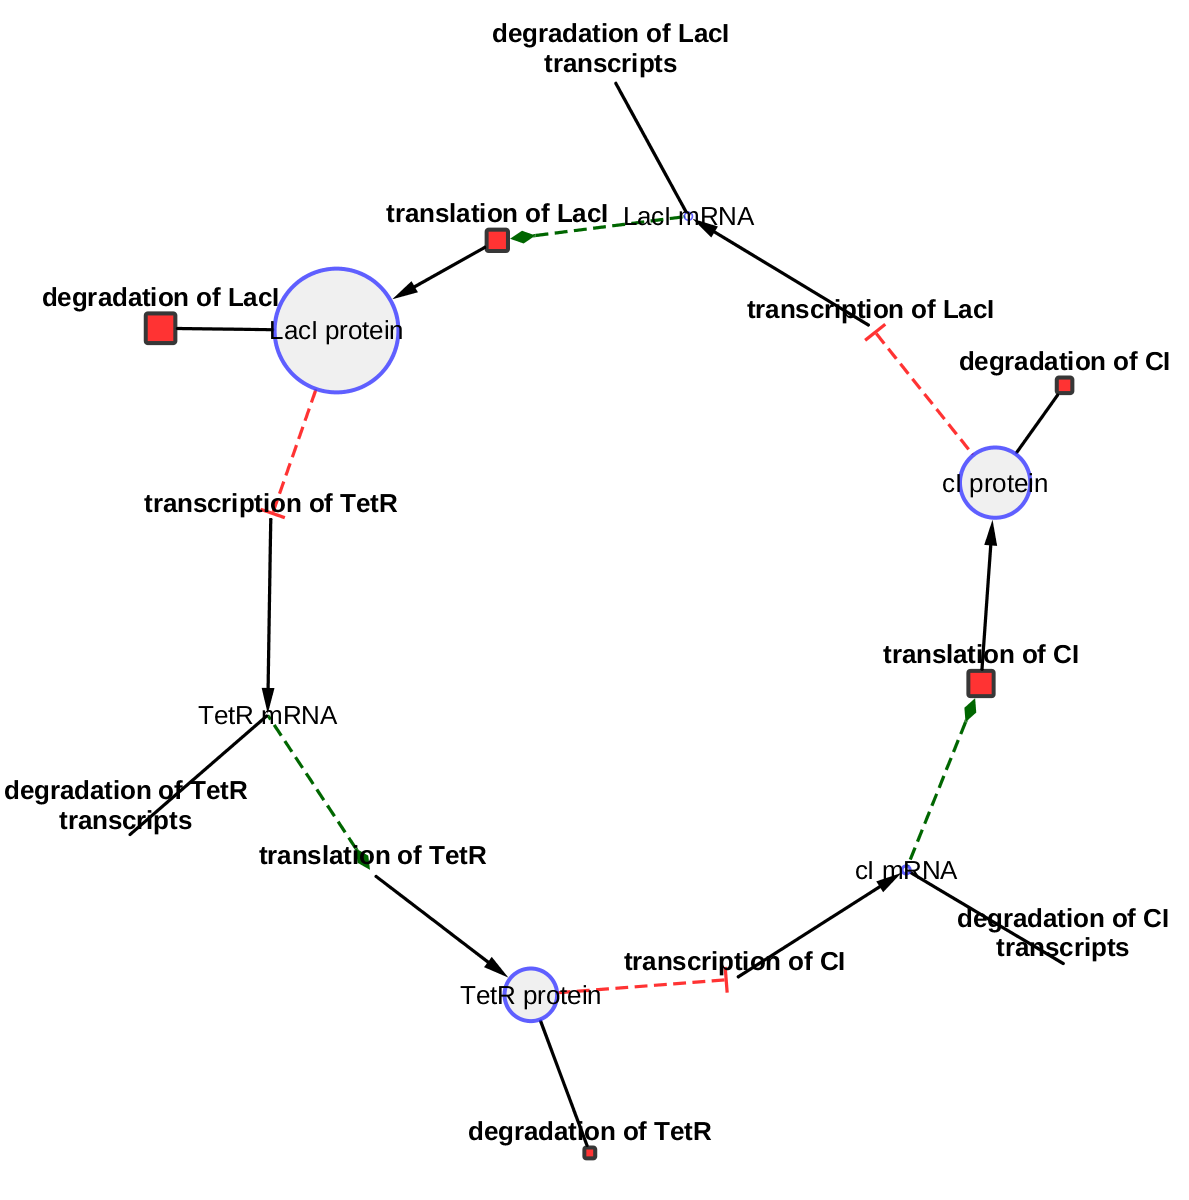 degradation of LacI
transcripts
translation of LacI
LacI mRNA
degradation of LacI
LacI protein
transcription of LacI
degradation of CI
cI protein
transcription of TetR
translation of CI
TetR mRNA
degradation of TetR
transcripts
translation of TetR
cI mRNA
degradation of CI
transcripts
transcription of CI
TetR protein
degradation of TetR